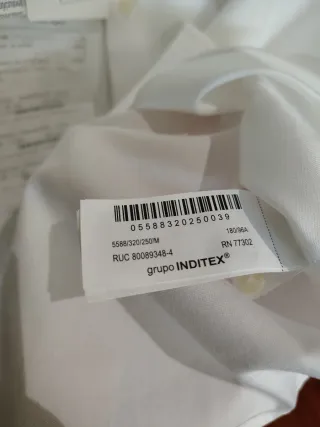 05588320250039
5588/320/250?M
180/96A
RUC 80089348-4
RN 77302
grupo INDITEX®